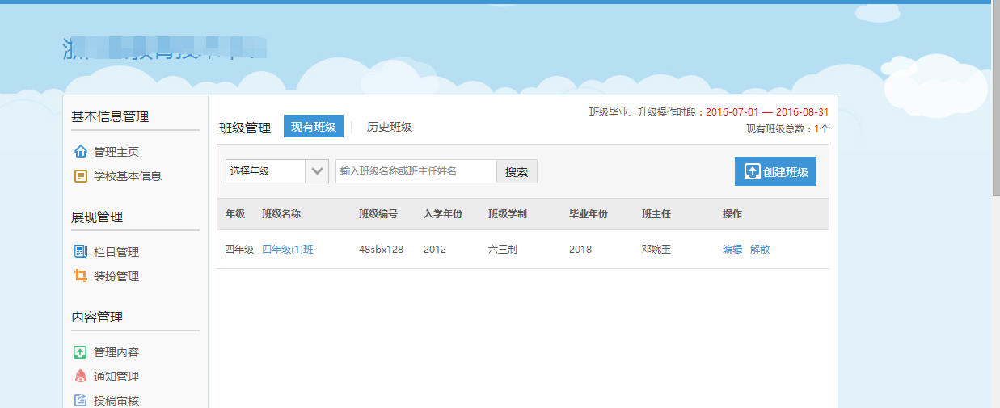 基本信息管理
管理主页
学校基本信息
展现管理
栏目管理
装扮管理
内容管理
管理内容
通知管理
投稿审核
班级毕业、升级操作时段：2016-07-01 — 2016-08-31
现有班级总数：1个
班级管理 现有班级 | 历史班级
选择年级 输入班级名称或班主任姓名 搜索 创建班级
年级 班级名称 班级编号 入学年份 班级学制 毕业年份 班主任 操作
四年级 四年级(1)班 48sbx128 2012 六三制 2018 邓婉玉 编辑 解散